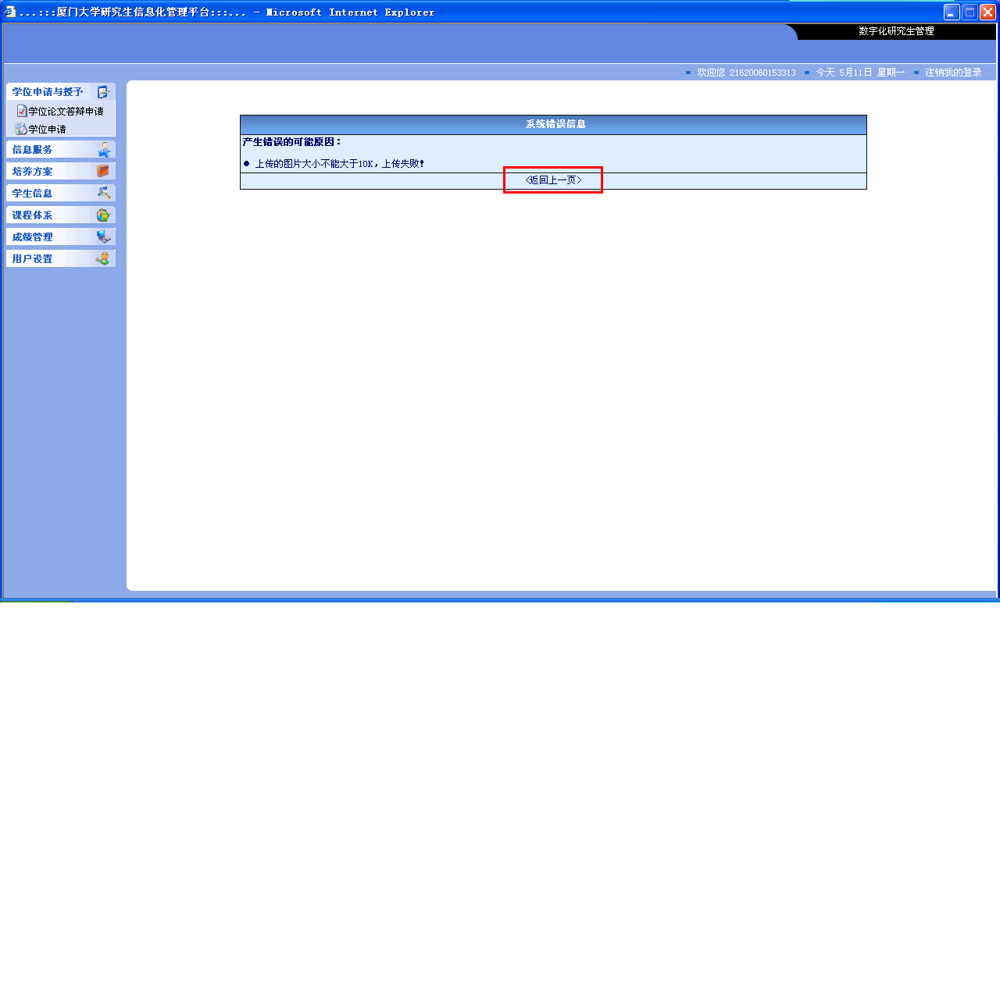 ...:::厦门大学研究生信息化管理平台:::... - Microsoft Internet Explorer
数字化研究生管理
欢迎您 21620060153313 今天 5月11日 星期一 注销我的登录
学位申请与授予
学位论文答辩申请
学位申请
信息服务
培养方案
学生信息
课程体系
成绩管理
用户设置
系统错误信息
产生错误的可能原因：
● 上传的图片大小不能大于10K，上传失败！
<返回上一页>